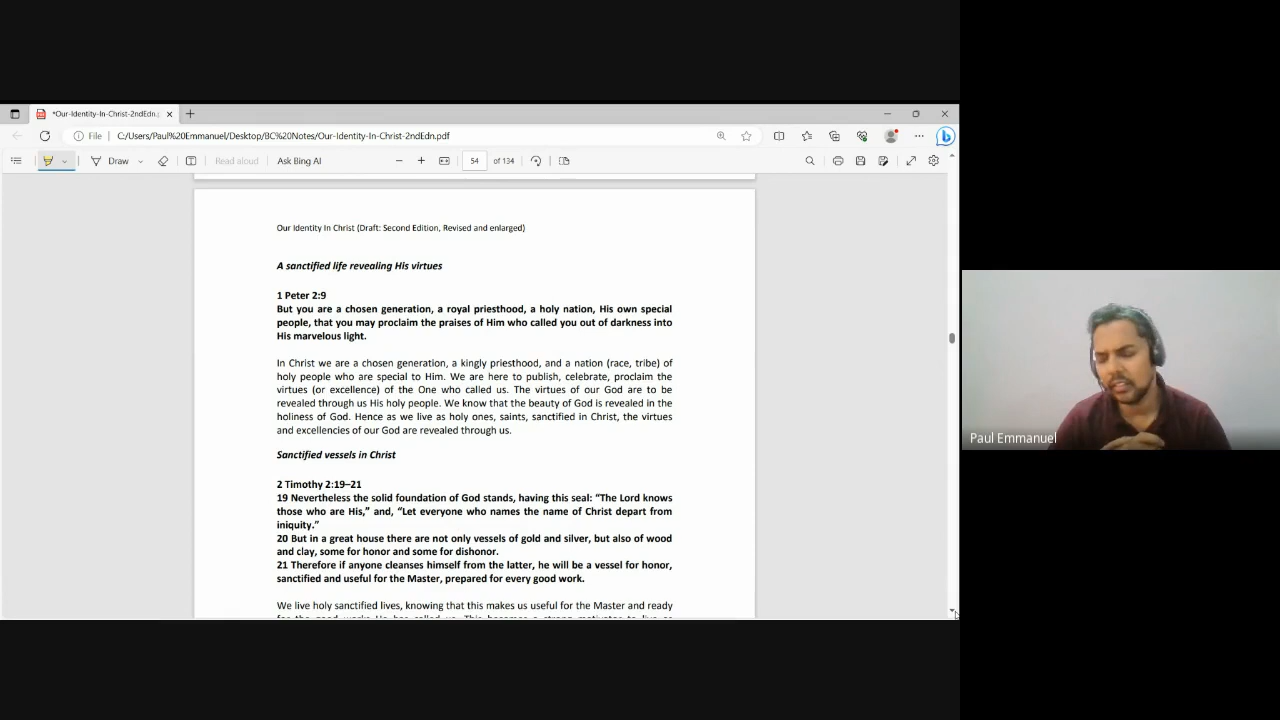 *Our-Identity-In-Christ-2ndEdn.p
File
C:/Users/Paul%20Emmanuel/Desktop/BC%20Notes/Our-Identity-In-Christ-2ndEdn.pdf
Draw
Read aloud
Ask Bing AI
54
of 134
Our Identity In Christ (Draft: Second Edition, Revised and enlarged)
A sanctified life revealing His virtues
1 Peter 2:9
But you are a chosen generation, a royal priesthood, a holy nation, His own special
people, that you may proclaim the praises of Him who called you out of darkness into
His marvelous light.
In Christ we are a chosen generation, a kingly priesthood, and a nation (race, tribe) of
holy people who are special to Him. We are here to publish, celebrate, proclaim the
virtues (or excellence) of the One who called us. The virtues of our God are to be
revealed through us His holy people. We know that the beauty of God is revealed in the
holiness of God. Hence as we live as holy ones, saints, sanctified in Christ, the virtues
and excellencies of our God are revealed through us.
Sanctified vessels in Christ
2 Timothy 2:19–21
19 Nevertheless the solid foundation of God stands, having this seal: “The Lord knows
those who are His,” and, “Let everyone who names the name of Christ depart from
iniquity.”
20 But in a great house there are not only vessels of gold and silver, but also of wood
and clay, some for honor and some for dishonor.
21 Therefore if anyone cleanses himself from the latter, he will be a vessel for honor,
sanctified and useful for the Master, prepared for every good work.
We live holy sanctified lives, knowing that this makes us useful for the Master and ready
Paul Emmanuel